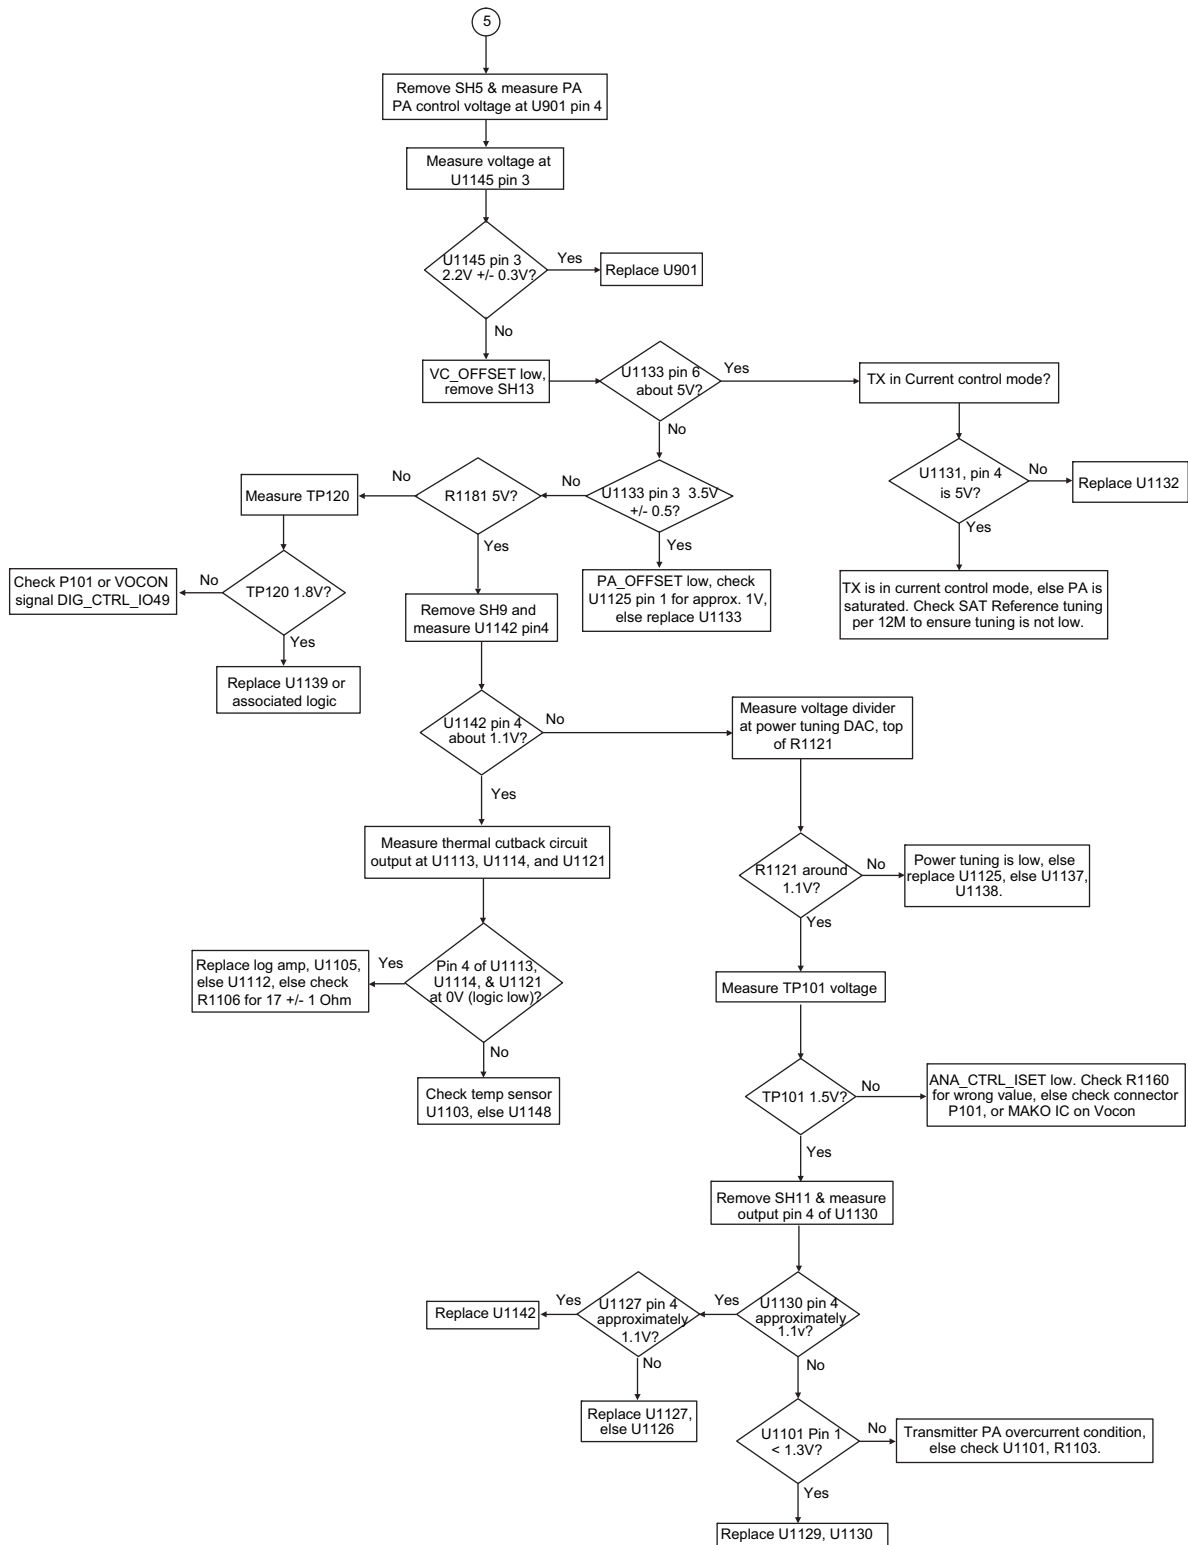 5
Remove SH5 & measure PA
PA control voltage at U901 pin 4
Measure voltage at
U1145 pin 3
U1145 pin 3
2.2V +/- 0.3V?
Yes
Replace U901
No
VC_OFFSET low,
remove SH13
U1133 pin 6
about 5V?
Yes
TX in Current control mode?
No
U1131, pin 4
is 5V?
No
Replace U1132
Yes
TX is in current control mode, else PA is
saturated. Check SAT Reference tuning
per 12M to ensure tuning is not low.
U1133 pin 3 3.5V
+/- 0.5?
Yes
PA_OFFSET low, check
U1125 pin 1 for approx. 1V,
else replace U1133
No
R1181 5V?
No
Measure TP120
TP120 1.8V?
No
Check P101 or VOCON
signal DIG_CTRL_IO49
Yes
Replace U1139 or
associated logic
Yes
Remove SH9 and
measure U1142 pin4
U1142 pin 4
about 1.1V?
No
Measure voltage divider
at power tuning DAC, top
of R1121
Yes
Measure thermal cutback circuit
output at U1113, U1114, and U1121
Pin 4 of U1113,
U1114, & U1121
at 0V (logic low)?
Yes
Replace log amp, U1105,
else U1112, else check
R1106 for 17 +/- 1 Ohm
No
Check temp sensor
U1103, else U1148
R1121 around
1.1V?
No
Power tuning is low, else
replace U1125, else U1137,
U1138.
Yes
Measure TP101 voltage
TP101 1.5V?
No
ANA_CTRL_ISET low. Check R1160
for wrong value, else check connector
P101, or MAKO IC on Vocon
Yes
Remove SH11 & measure
output pin 4 of U1130
U1130 pin 4
approximately
1.1v?
Yes
U1127 pin 4
approximately
1.1V?
Yes
Replace U1142
No
Replace U1127,
else U1126
No
U1101 Pin 1
< 1.3V?
No
Transmitter PA overcurrent condition,
else check U1101, R1103.
Yes
Replace U1129, U1130